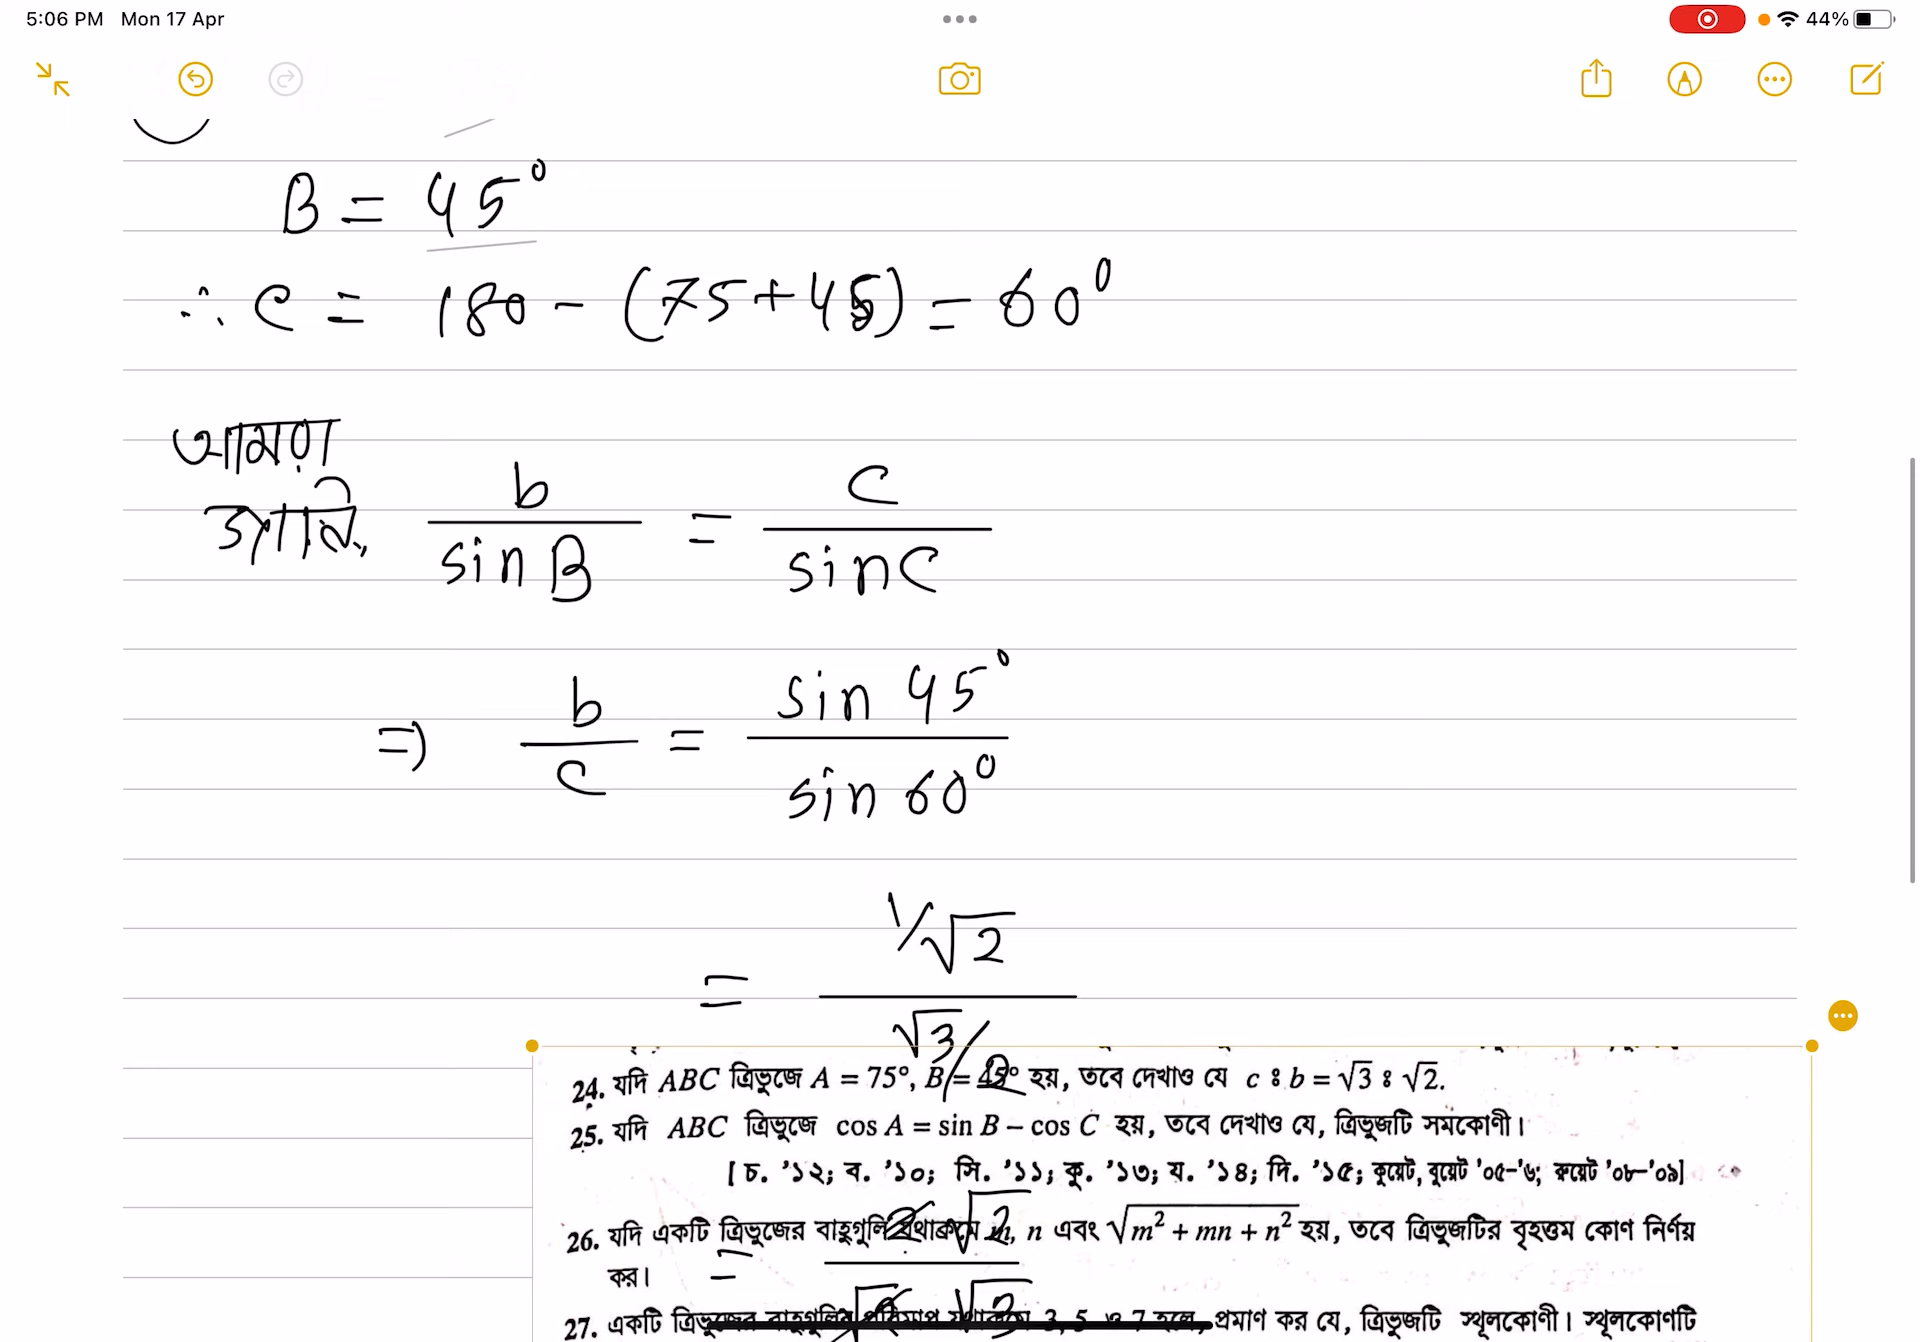 5:06 PM Mon 17 Apr
44%
B = 45°
∴ C = 180 - (75+45) = 60°
আমরা
জানি,
b/sin B = c/sin C
=> b/c = sin 45°/sin 60°
= 1/√2 / √3/2
24. যদি ABC ত্রিভুজে A = 75°, B = 45° হয়, তবে দেখাও যে c ঃ b = √3 ঃ √2.
25. যদি ABC ত্রিভুজে cos A = sin B – cos C হয়, তবে দেখাও যে, ত্রিভুজটি সমকোণী।
[ চ. '১২; ব. '১০; সি. '১১; কু. '১৩; য. '১৪; দি. '১৫; কুয়েট, বুয়েট '০৫–'৬; রুয়েট '০৮–'০৯]
26. যদি একটি ত্রিভুজের বাহুগুলি যথাক্রমে m, n এবং √m² + mn + n² হয়, তবে ত্রিভুজটির বৃহত্তম কোণ নির্ণয়
কর।
=
27. একটি ত্রিভুজের বাহুগুলির পরিমাপ যথাক্রমে 3, 5 ও 7 হলে, প্রমাণ কর যে, ত্রিভুজটি স্থূলকোণী। স্থূলকোণটি